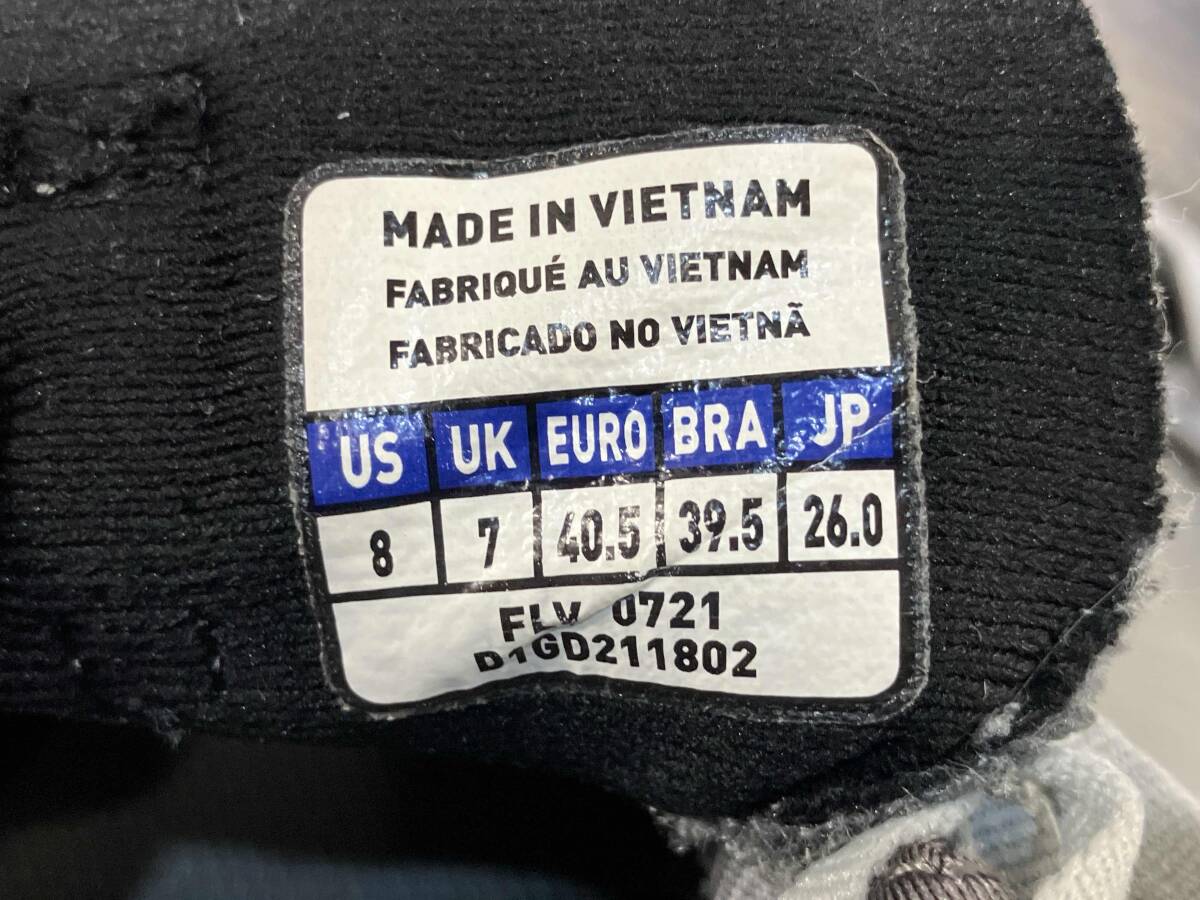 MADE IN VIETNAM
FABRIQUÉ AU VIETNAM
FABRICADO NO VIETNÃ
US UK EURO BRA JP
8 7 40.5 39.5 26.0
FLV 0721
D1GD211802